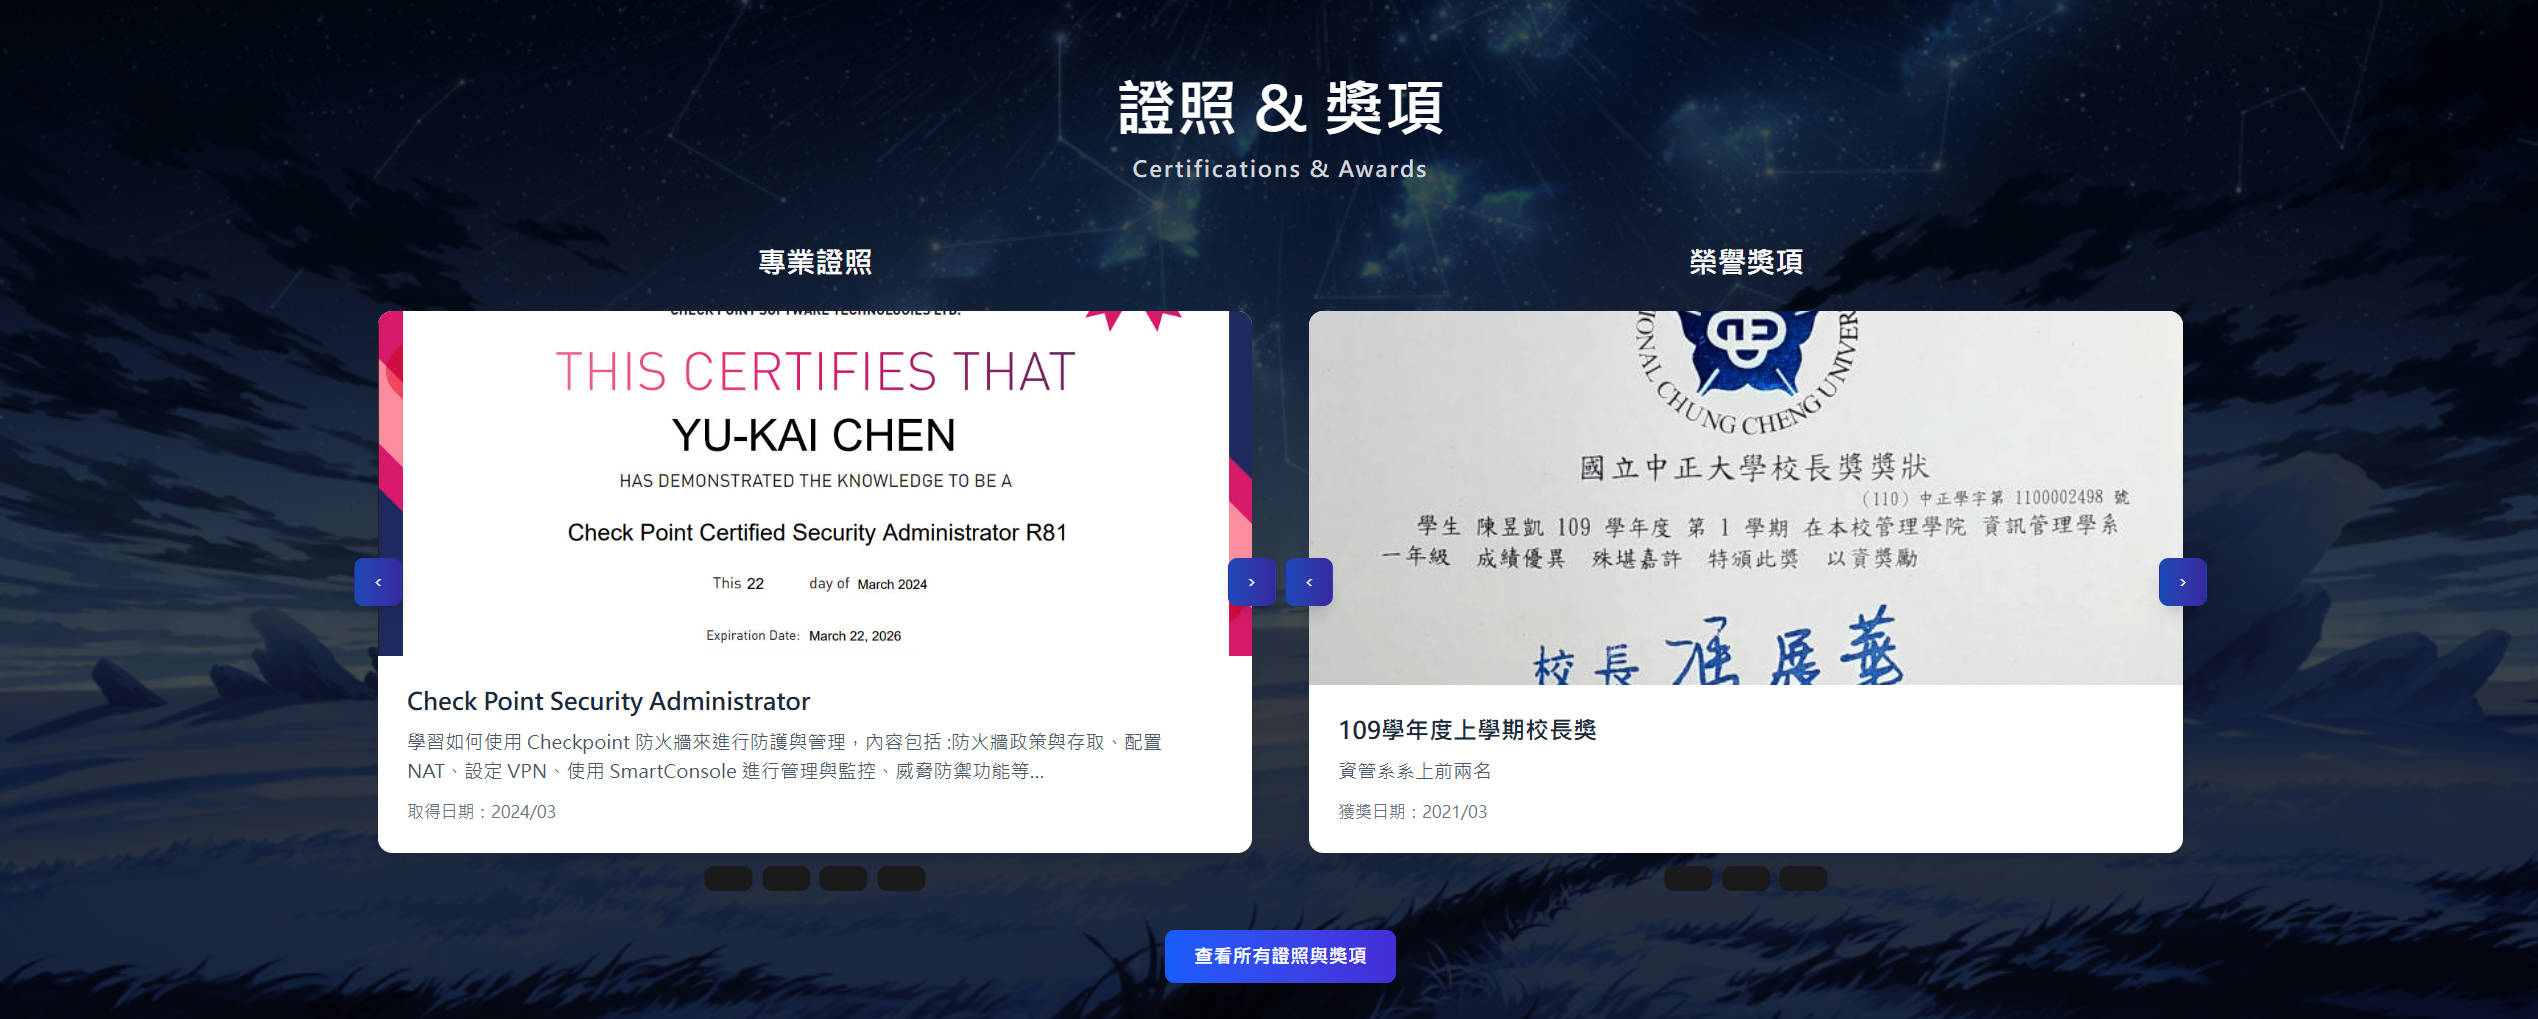 證照 & 獎項
Certifications & Awards
專業證照
CHECK POINT SOFTWARE TECHNOLOGIES LTD.
THIS CERTIFIES THAT
YU-KAI CHEN
HAS DEMONSTRATED THE KNOWLEDGE TO BE A
Check Point Certified Security Administrator R81
This 22 day of March 2024
Expiration Date: March 22, 2026
Check Point Security Administrator
學習如何使用 Checkpoint 防火牆來進行防護與管理，內容包括 :防火牆政策與存取、配置
NAT、設定 VPN、使用 SmartConsole 進行管理與監控、威脅防禦功能等...
取得日期：2024/03
榮譽獎項
IONAL CHUNG CHENG UNIVER
國立中正大學校長獎獎狀
（110）中正學字第 1100002498 號
學生 陳昱凱 109 學年度 第 1 學期 在本校管理學院 資訊管理學系
一年級 成績優異 殊堪嘉許 特頒此獎 以資獎勵
校長 馮展華
109學年度上學期校長獎
資管系系上前兩名
獲獎日期：2021/03
查看所有證照與獎項